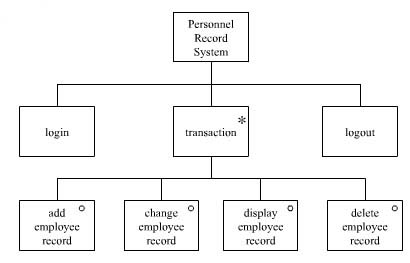 Personnel
Record
System
login
transaction
*
logout
add
employee
record
change
employee
record
display
employee
record
delete
employee
record